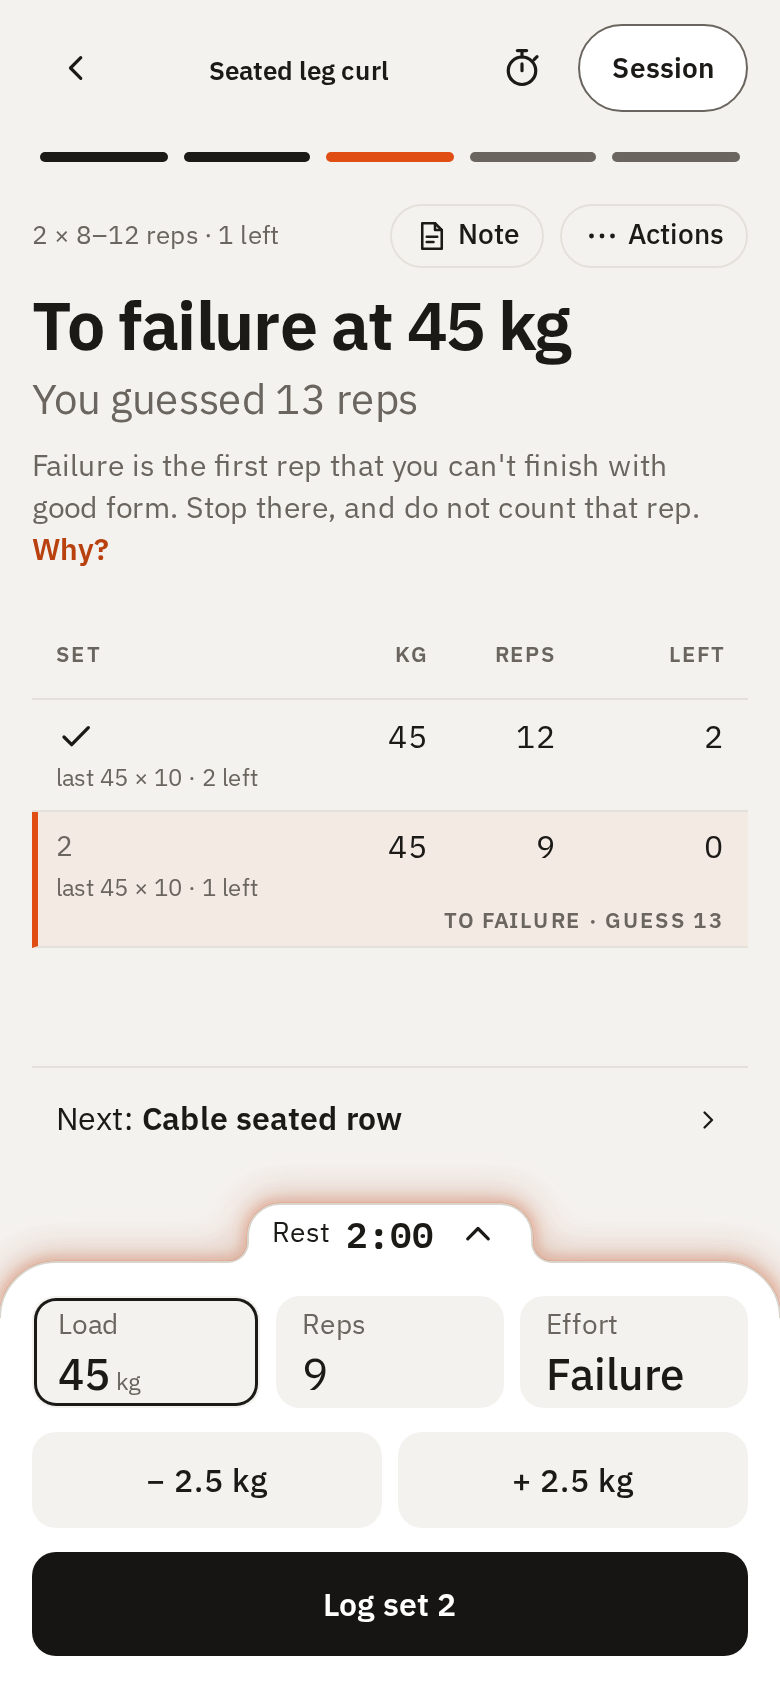 Seated leg curl
Session
2 × 8–12 reps · 1 left
Note
Actions
To failure at 45 kg
You guessed 13 reps
Failure is the first rep that you can't finish with
good form. Stop there, and do not count that rep.
Why?
SET KG REPS LEFT
45 12 2
last 45 × 10 · 2 left
2 45 9 0
last 45 × 10 · 1 left
TO FAILURE · GUESS 13
Next: Cable seated row
Rest 2:00
Load Reps Effort
45 kg 9 Failure
– 2.5 kg + 2.5 kg
Log set 2